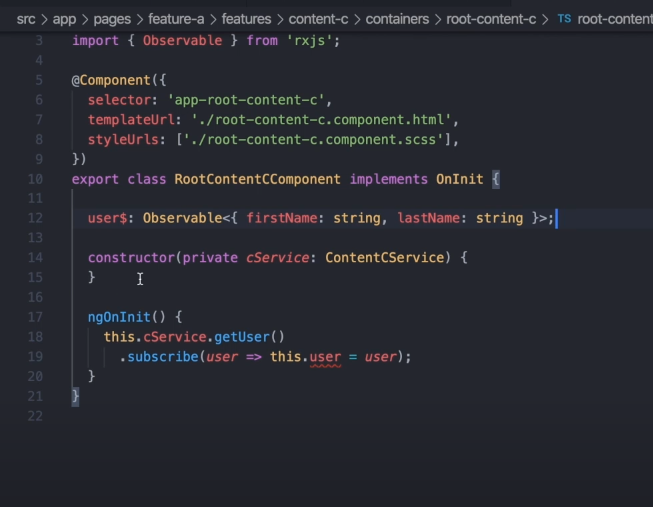 src > app > pages > feature-a > features > content-c > containers > root-content-c > TS root-content
3 import { Observable } from 'rxjs';
4
5 @Component({
6 selector: 'app-root-content-c',
7 templateUrl: './root-content-c.component.html',
8 styleUrls: ['./root-content-c.component.scss'],
9 })
10 export class RootContentCComponent implements OnInit {
11
12 user$: Observable<{ firstName: string, lastName: string }>;
13
14 constructor(private cService: ContentCService) {
15 }
16
17 ngOnInit() {
18 this.cService.getUser()
19 .subscribe(user => this.user = user);
20 }
21 }
22